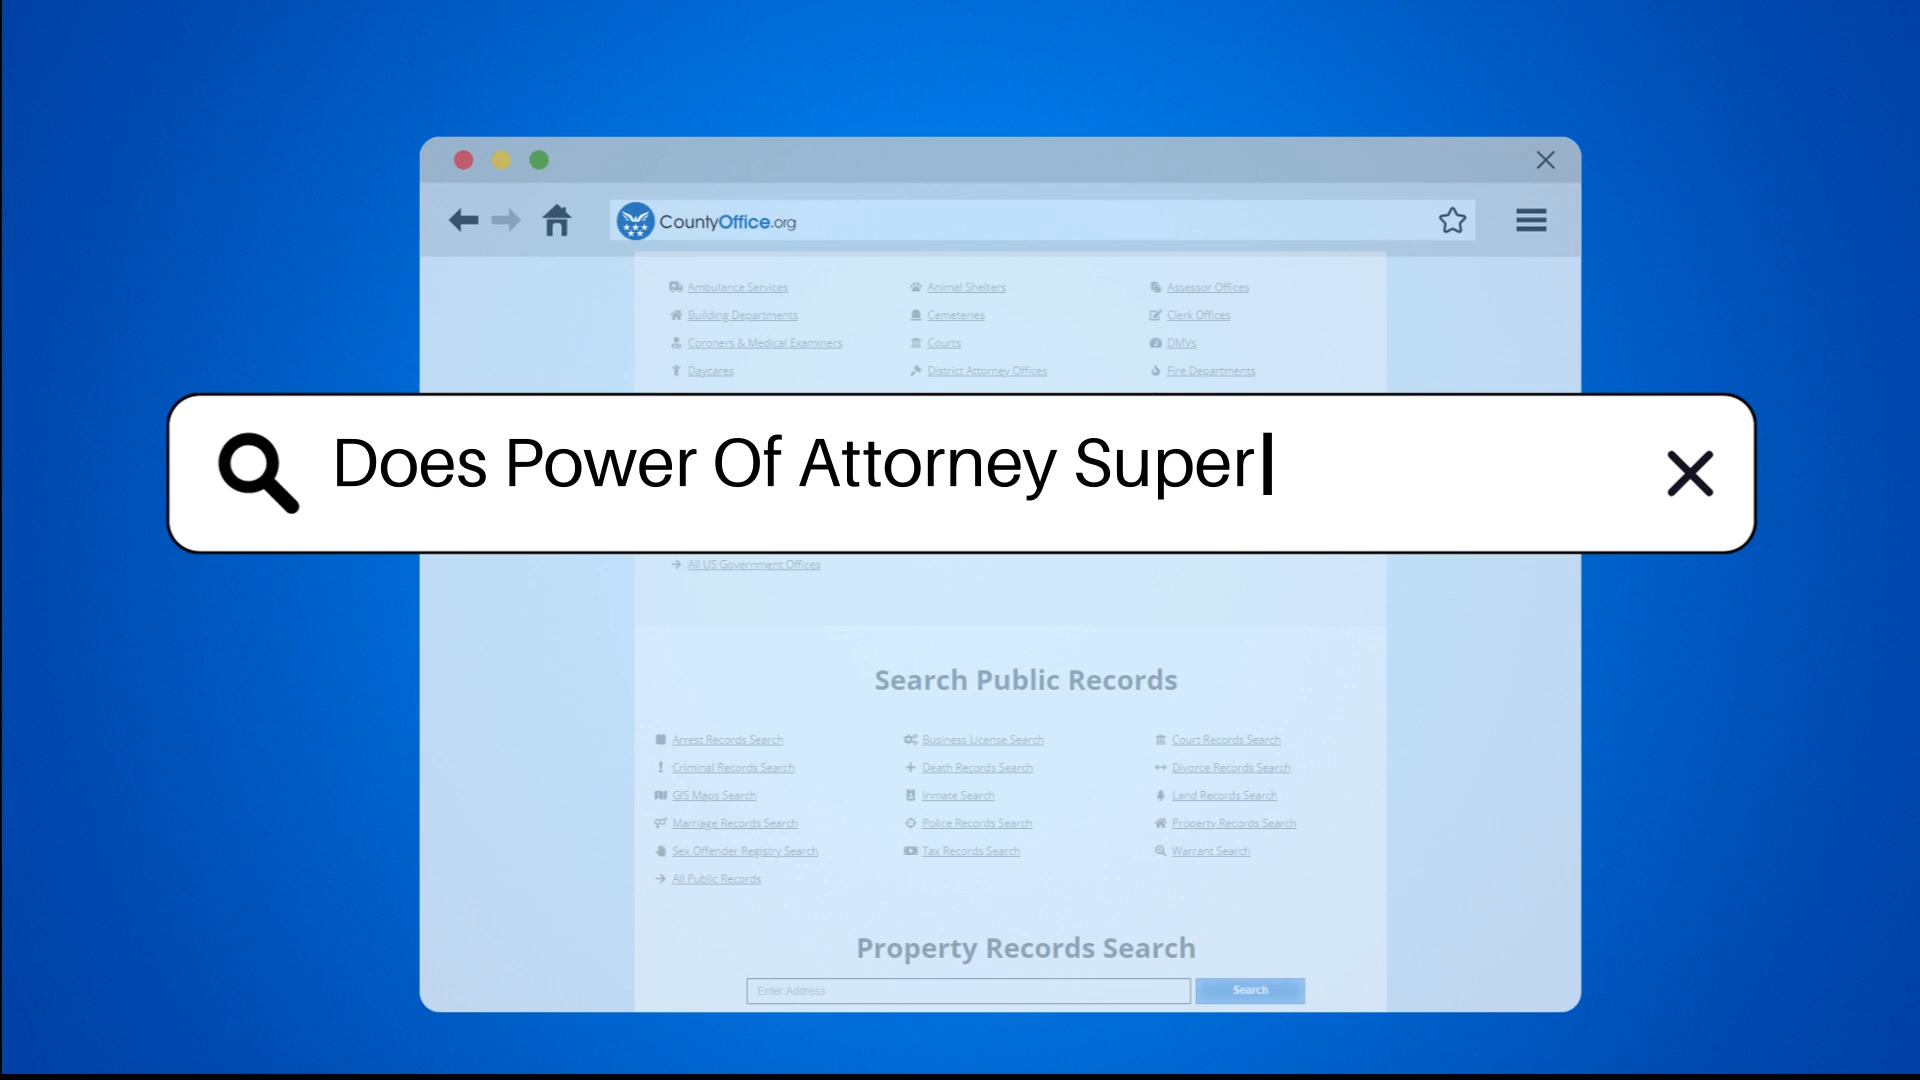 CountyOffice.org
Ambulance Services Animal Shelters Assessor Offices
Building Departments Cemeteries Clerk Offices
Coroners & Medical Examiners Courts DMVs
Daycares District Attorney Offices Fire Departments
Does Power Of Attorney Super
All US Government Offices
Search Public Records
Arrest Records Search Business License Search Court Records Search
Criminal Records Search Death Records Search Divorce Records Search
GIS Maps Search Inmate Search Land Records Search
Marriage Records Search Police Records Search Property Records Search
Sex Offender Registry Search Tax Records Search Warrant Search
All Public Records
Property Records Search
Enter Address Search